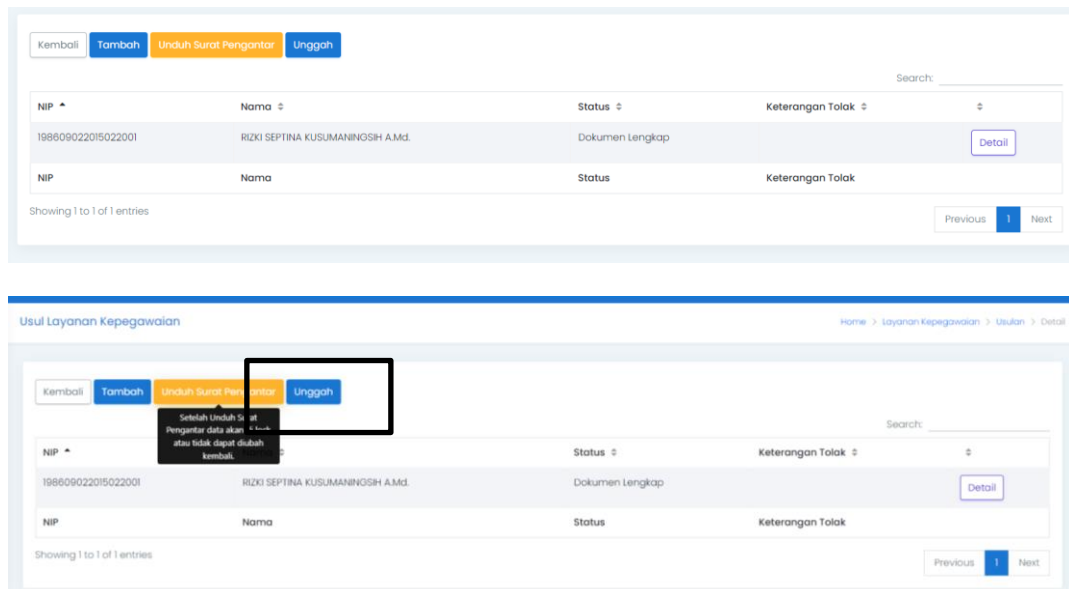 Kembali Tambah Unduh Surat Pengantar Unggah
Search:
NIP Nama Status Keterangan Tolak
198609022015022001 RIZKI SEPTINA KUSUMANINGSIH A.Md. Dokumen Lengkap Detail
NIP Nama Status Keterangan Tolak
Showing 1 to 1 of 1 entries
Previous 1 Next
Usul Layanan Kepegawaian Home > Layanan Kepegawaian > Usulan > Detail
Kembali Tambah Unduh Surat Pengantar Unggah
Setelah Unduh Surat
Pengantar data akan
atau tidak dapat diubah
kembali.
Search:
NIP Status Keterangan Tolak
198609022015022001 RIZKI SEPTINA KUSUMANINGSIH A.Md. Dokumen Lengkap Detail
NIP Nama Status Keterangan Tolak
Showing 1 to 1 of 1 entries
Previous 1 Next